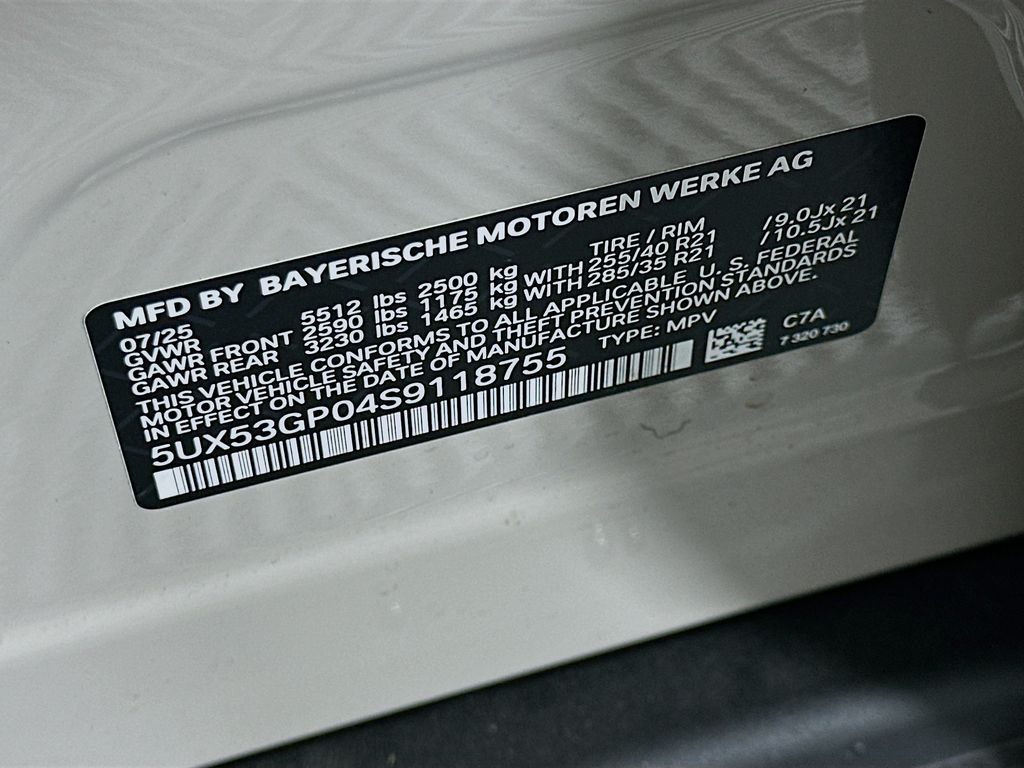 MFD BY BAYERISCHE MOTOREN WERKE AG
07/25 TIRE / RIM
GVWR 5512 lbs 2500 kg
GAWR FRONT 2590 lbs 1175 kg WITH 255/40 R21 /9.0Jx 21
GAWR REAR 3230 lbs 1465 kg WITH 285/35 R21 /10.5Jx 21
THIS VEHICLE CONFORMS TO ALL APPLICABLE U. S. FEDERAL
MOTOR VEHICLE SAFETY AND THEFT PREVENTION STANDARDS
IN EFFECT ON THE DATE OF MANUFACTURE SHOWN ABOVE.
5UX53GP04S9118755 TYPE: MPV
C7A
7 320 730